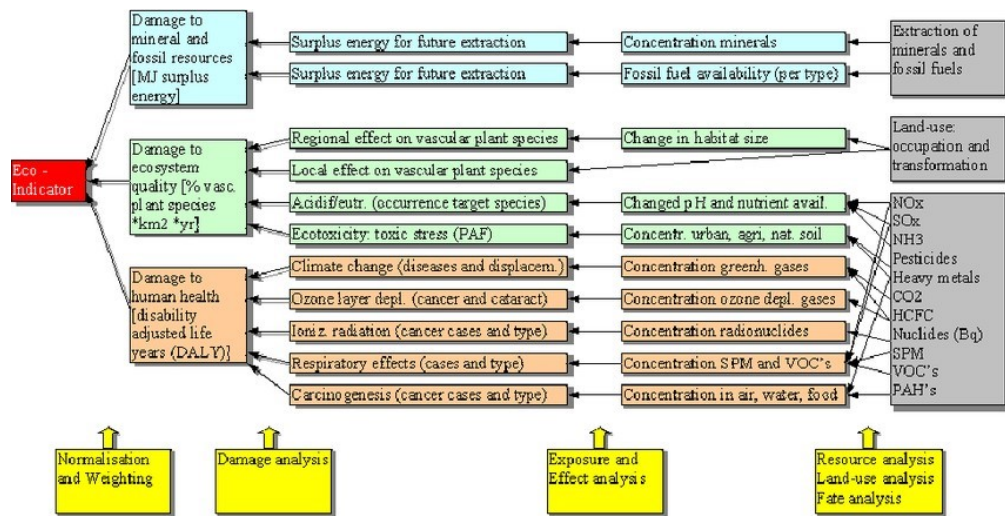 Damage to
mineral and
fossil resources
[MJ surplus
energy]
Surplus energy for future extraction
Concentration minerals
Surplus energy for future extraction
Fossil fuel availability (per type)
Extraction of
minerals and
fossil fuels
Eco -
Indicator
Damage to
ecosystem
quality [% vasc.
plant species
*km2 *yr]
Regional effect on vascular plant species
Change in habitat size
Local effect on vascular plant species
Acidif/eutr. (occurrence target species)
Changed pH and nutrient avail.
Ecotoxicity: toxic stress (PAF)
Concentr. urban, agri, nat. soil
Land-use:
occupation and
transformation
Damage to
human health
[disability
adjusted life
years (DALY)]
Climate change (diseases and displacem.)
Concentration greenh. gases
Ozone layer depl. (cancer and cataract)
Concentration ozone depl. gases
Ioniz. radiation (cancer cases and type)
Concentration radionuclides
Respiratory effects (cases and type)
Concentration SPM and VOC's
Carcinogenesis (cancer cases and type)
Concentration in air, water, food
NOx
SOx
NH3
Pesticides
Heavy metals
CO2
HCFC
Nuclides (Bq)
SPM
VOC's
PAH's
Normalisation
and Weighting
Damage analysis
Exposure and
Effect analysis
Resource analysis
Land-use analysis
Fate analysis